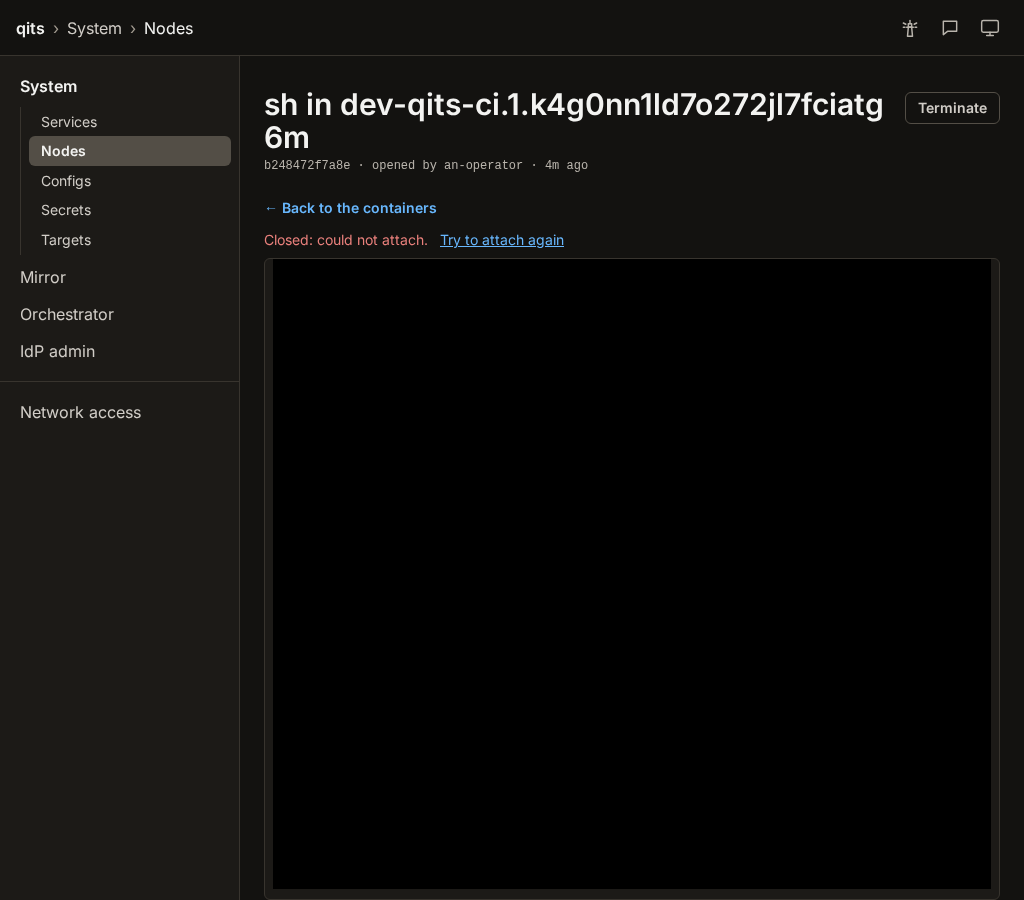 qits › System › Nodes
System
Services
Nodes
Configs
Secrets
Targets
Mirror
Orchestrator
IdP admin
Network access
sh in dev-qits-ci.1.k4g0nn1ld7o272jl7fciatg
6m
Terminate
b248472f7a8e · opened by an-operator · 4m ago
← Back to the containers
Closed: could not attach. Try to attach again